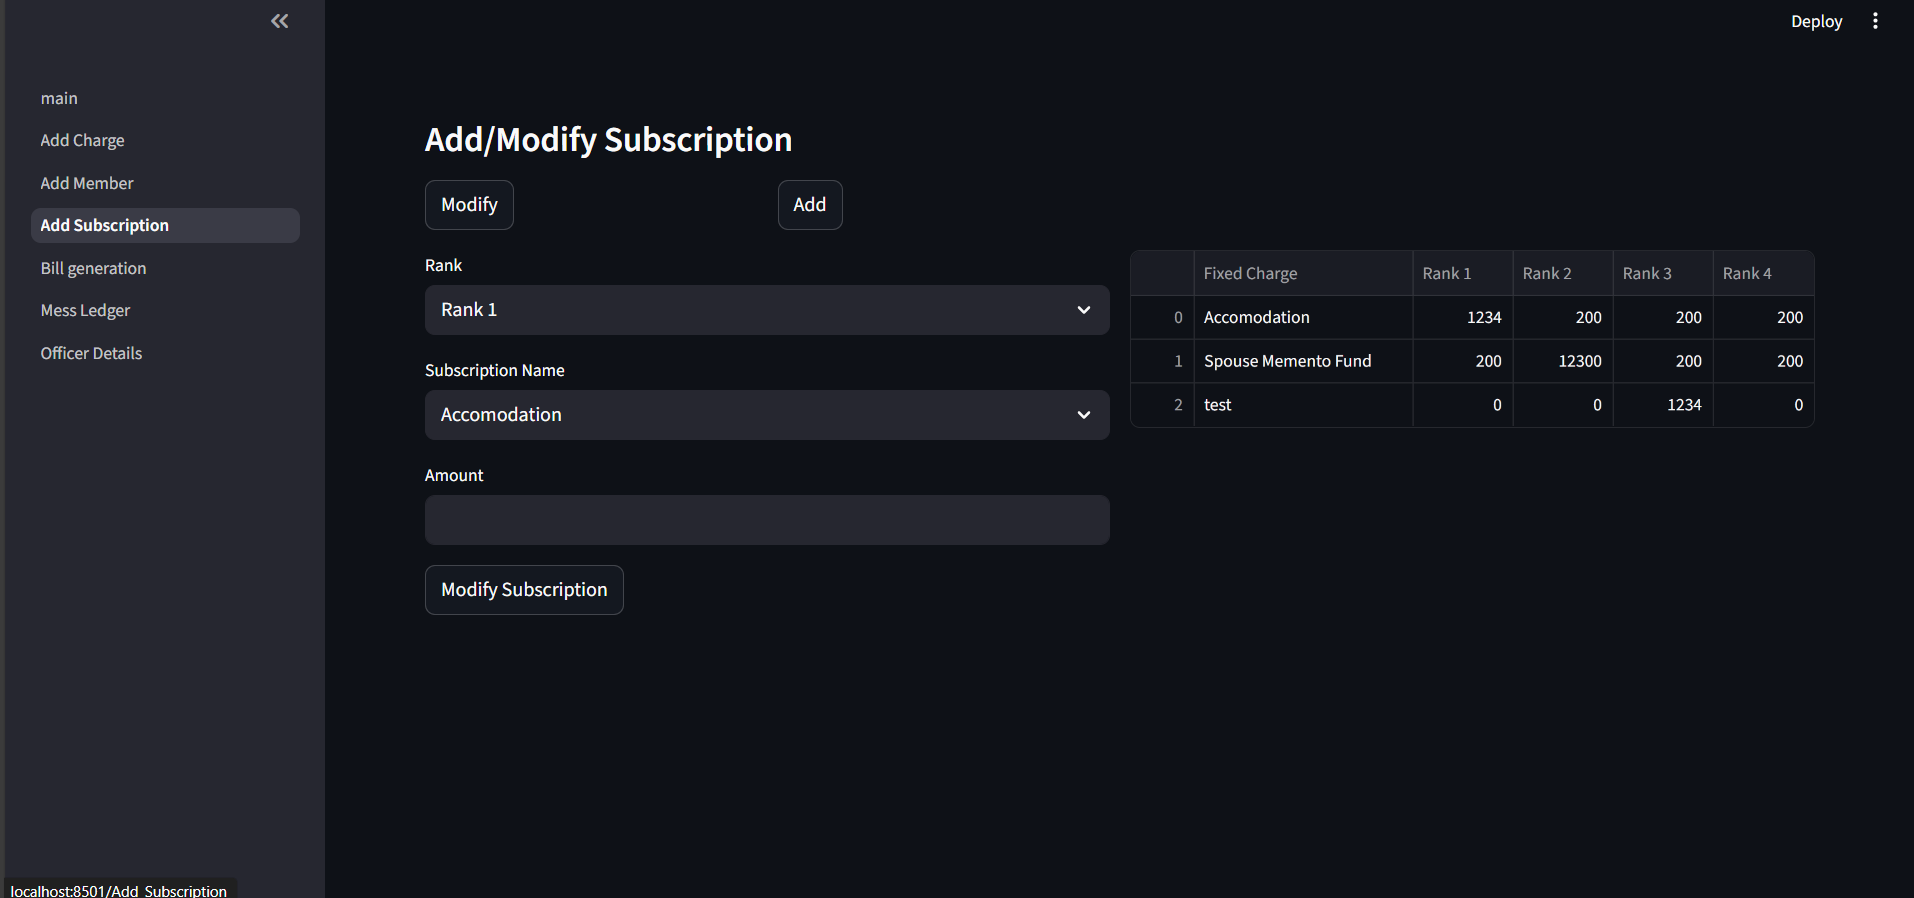 Deploy
main
Add Charge
Add Member
Add Subscription
Bill generation
Mess Ledger
Officer Details
Add/Modify Subscription
Modify
Add
Rank
Rank 1
Subscription Name
Accomodation
Amount
Modify Subscription
Fixed Charge Rank 1 Rank 2 Rank 3 Rank 4
0 Accomodation 1234 200 200 200
1 Spouse Memento Fund 200 12300 200 200
2 test 0 0 1234 0
localhost:8501/Add_Subscription